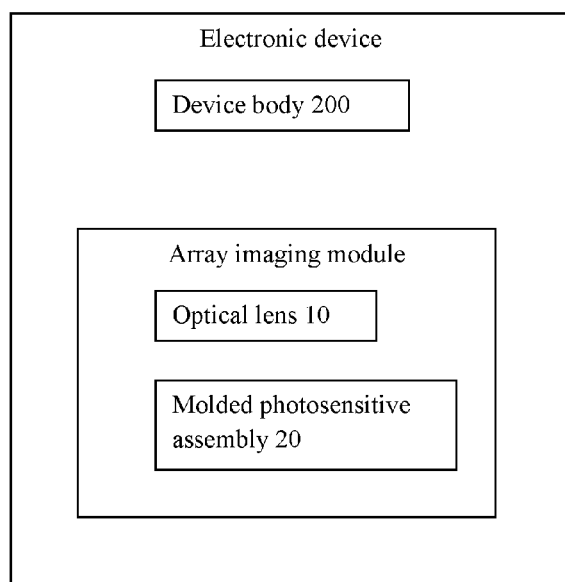 Electronic device
Device body 200
Array imaging module
Optical lens 10
Molded photosensitive
assembly 20